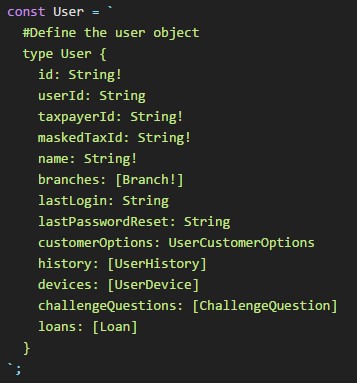 const User = `
#Define the user object
type User {
id: String!
userId: String
taxpayerId: String!
maskedTaxId: String!
name: String!
branches: [Branch!]
lastLogin: String
lastPasswordReset: String
customerOptions: UserCustomerOptions
history: [UserHistory]
devices: [UserDevice]
challengeQuestions: [ChallengeQuestion]
loans: [Loan]
}
`;